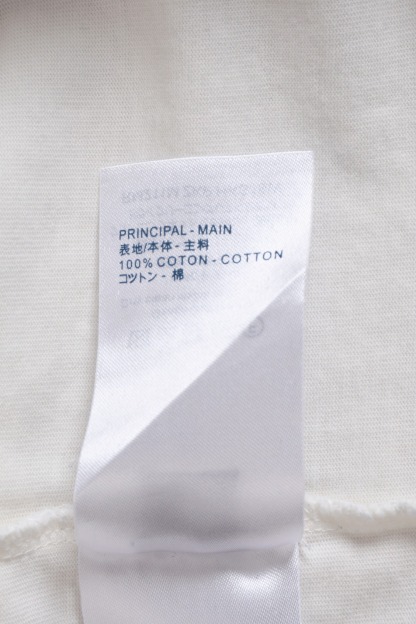 PRINCIPAL - MAIN
表地/本体 - 主料
100% COTON - COTTON
コットン - 棉